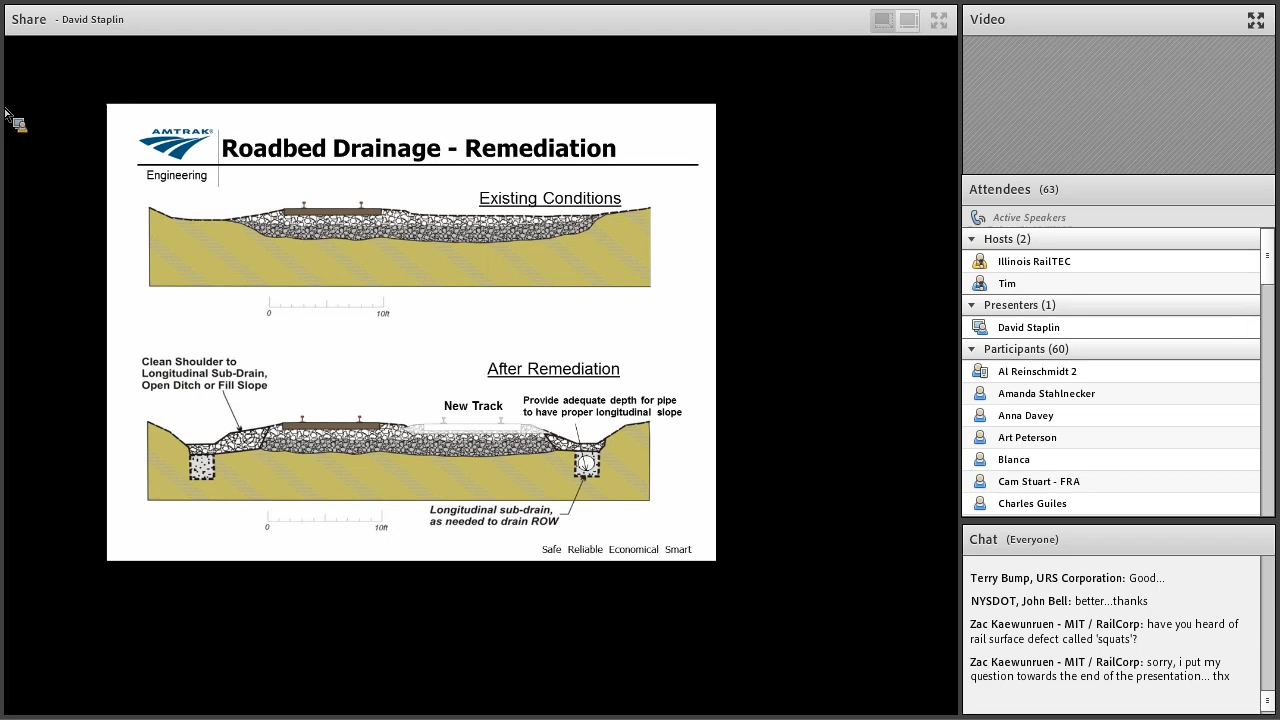 Share - David Staplin
AMTRAK®
Engineering
Roadbed Drainage - Remediation
Existing Conditions
0 10ft
Clean Shoulder to
Longitudinal Sub-Drain,
Open Ditch or Fill Slope
After Remediation
New Track
Provide adequate depth for pipe
to have proper longitudinal slope
Longitudinal sub-drain,
as needed to drain ROW
0 10ft
Safe Reliable Economical Smart
Video
Attendees (63)
Active Speakers
Hosts (2)
Illinois RailTEC
Tim
Presenters (1)
David Staplin
Participants (60)
Al Reinschmidt 2
Amanda Stahlnecker
Anna Davey
Art Peterson
Blanca
Cam Stuart - FRA
Charles Guiles
Chat (Everyone)
Terry Bump, URS Corporation: Good...
NYSDOT, John Bell: better...thanks
Zac Kaewunruen - MIT / RailCorp: have you heard of
rail surface defect called 'squats'?
Zac Kaewunruen - MIT / RailCorp: sorry, i put my
question towards the end of the presentation... thx